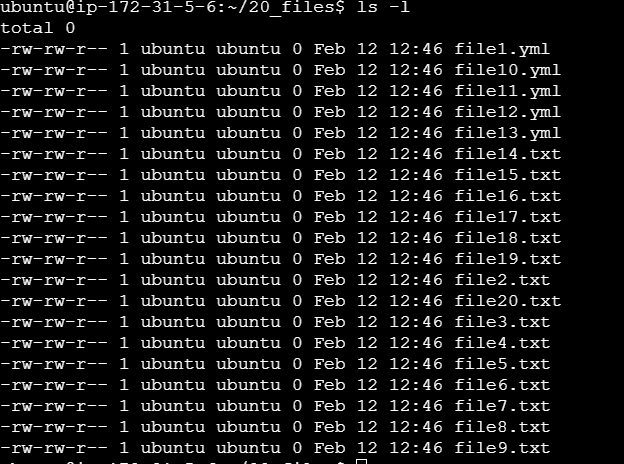 ubuntu@ip-172-31-5-6:~/20_files$ ls -l
total 0
-rw-rw-r-- 1 ubuntu ubuntu 0 Feb 12 12:46 file1.yml
-rw-rw-r-- 1 ubuntu ubuntu 0 Feb 12 12:46 file10.yml
-rw-rw-r-- 1 ubuntu ubuntu 0 Feb 12 12:46 file11.yml
-rw-rw-r-- 1 ubuntu ubuntu 0 Feb 12 12:46 file12.yml
-rw-rw-r-- 1 ubuntu ubuntu 0 Feb 12 12:46 file13.yml
-rw-rw-r-- 1 ubuntu ubuntu 0 Feb 12 12:46 file14.txt
-rw-rw-r-- 1 ubuntu ubuntu 0 Feb 12 12:46 file15.txt
-rw-rw-r-- 1 ubuntu ubuntu 0 Feb 12 12:46 file16.txt
-rw-rw-r-- 1 ubuntu ubuntu 0 Feb 12 12:46 file17.txt
-rw-rw-r-- 1 ubuntu ubuntu 0 Feb 12 12:46 file18.txt
-rw-rw-r-- 1 ubuntu ubuntu 0 Feb 12 12:46 file19.txt
-rw-rw-r-- 1 ubuntu ubuntu 0 Feb 12 12:46 file2.txt
-rw-rw-r-- 1 ubuntu ubuntu 0 Feb 12 12:46 file20.txt
-rw-rw-r-- 1 ubuntu ubuntu 0 Feb 12 12:46 file3.txt
-rw-rw-r-- 1 ubuntu ubuntu 0 Feb 12 12:46 file4.txt
-rw-rw-r-- 1 ubuntu ubuntu 0 Feb 12 12:46 file5.txt
-rw-rw-r-- 1 ubuntu ubuntu 0 Feb 12 12:46 file6.txt
-rw-rw-r-- 1 ubuntu ubuntu 0 Feb 12 12:46 file7.txt
-rw-rw-r-- 1 ubuntu ubuntu 0 Feb 12 12:46 file8.txt
-rw-rw-r-- 1 ubuntu ubuntu 0 Feb 12 12:46 file9.txt